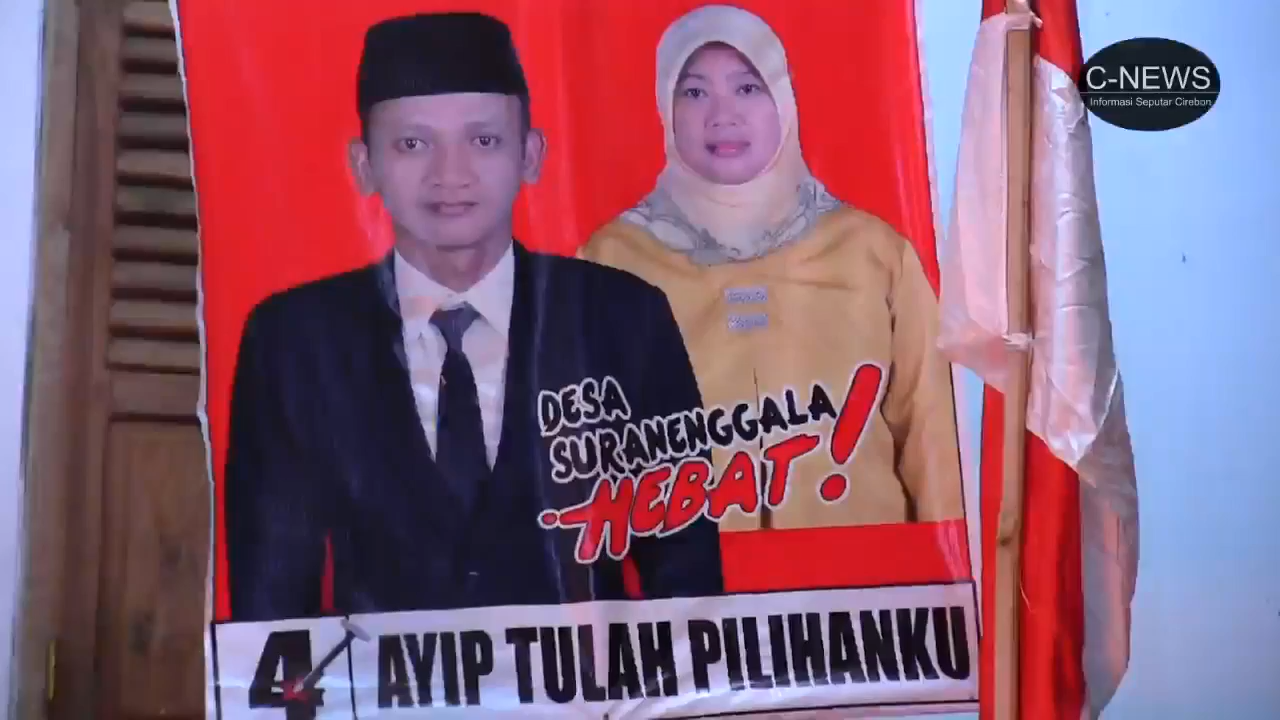 C-NEWS
Informasi Seputar Cirebon
DESA
SURANENGGALA
HEBAT!
4 AYIP TULAH PILIHANKU